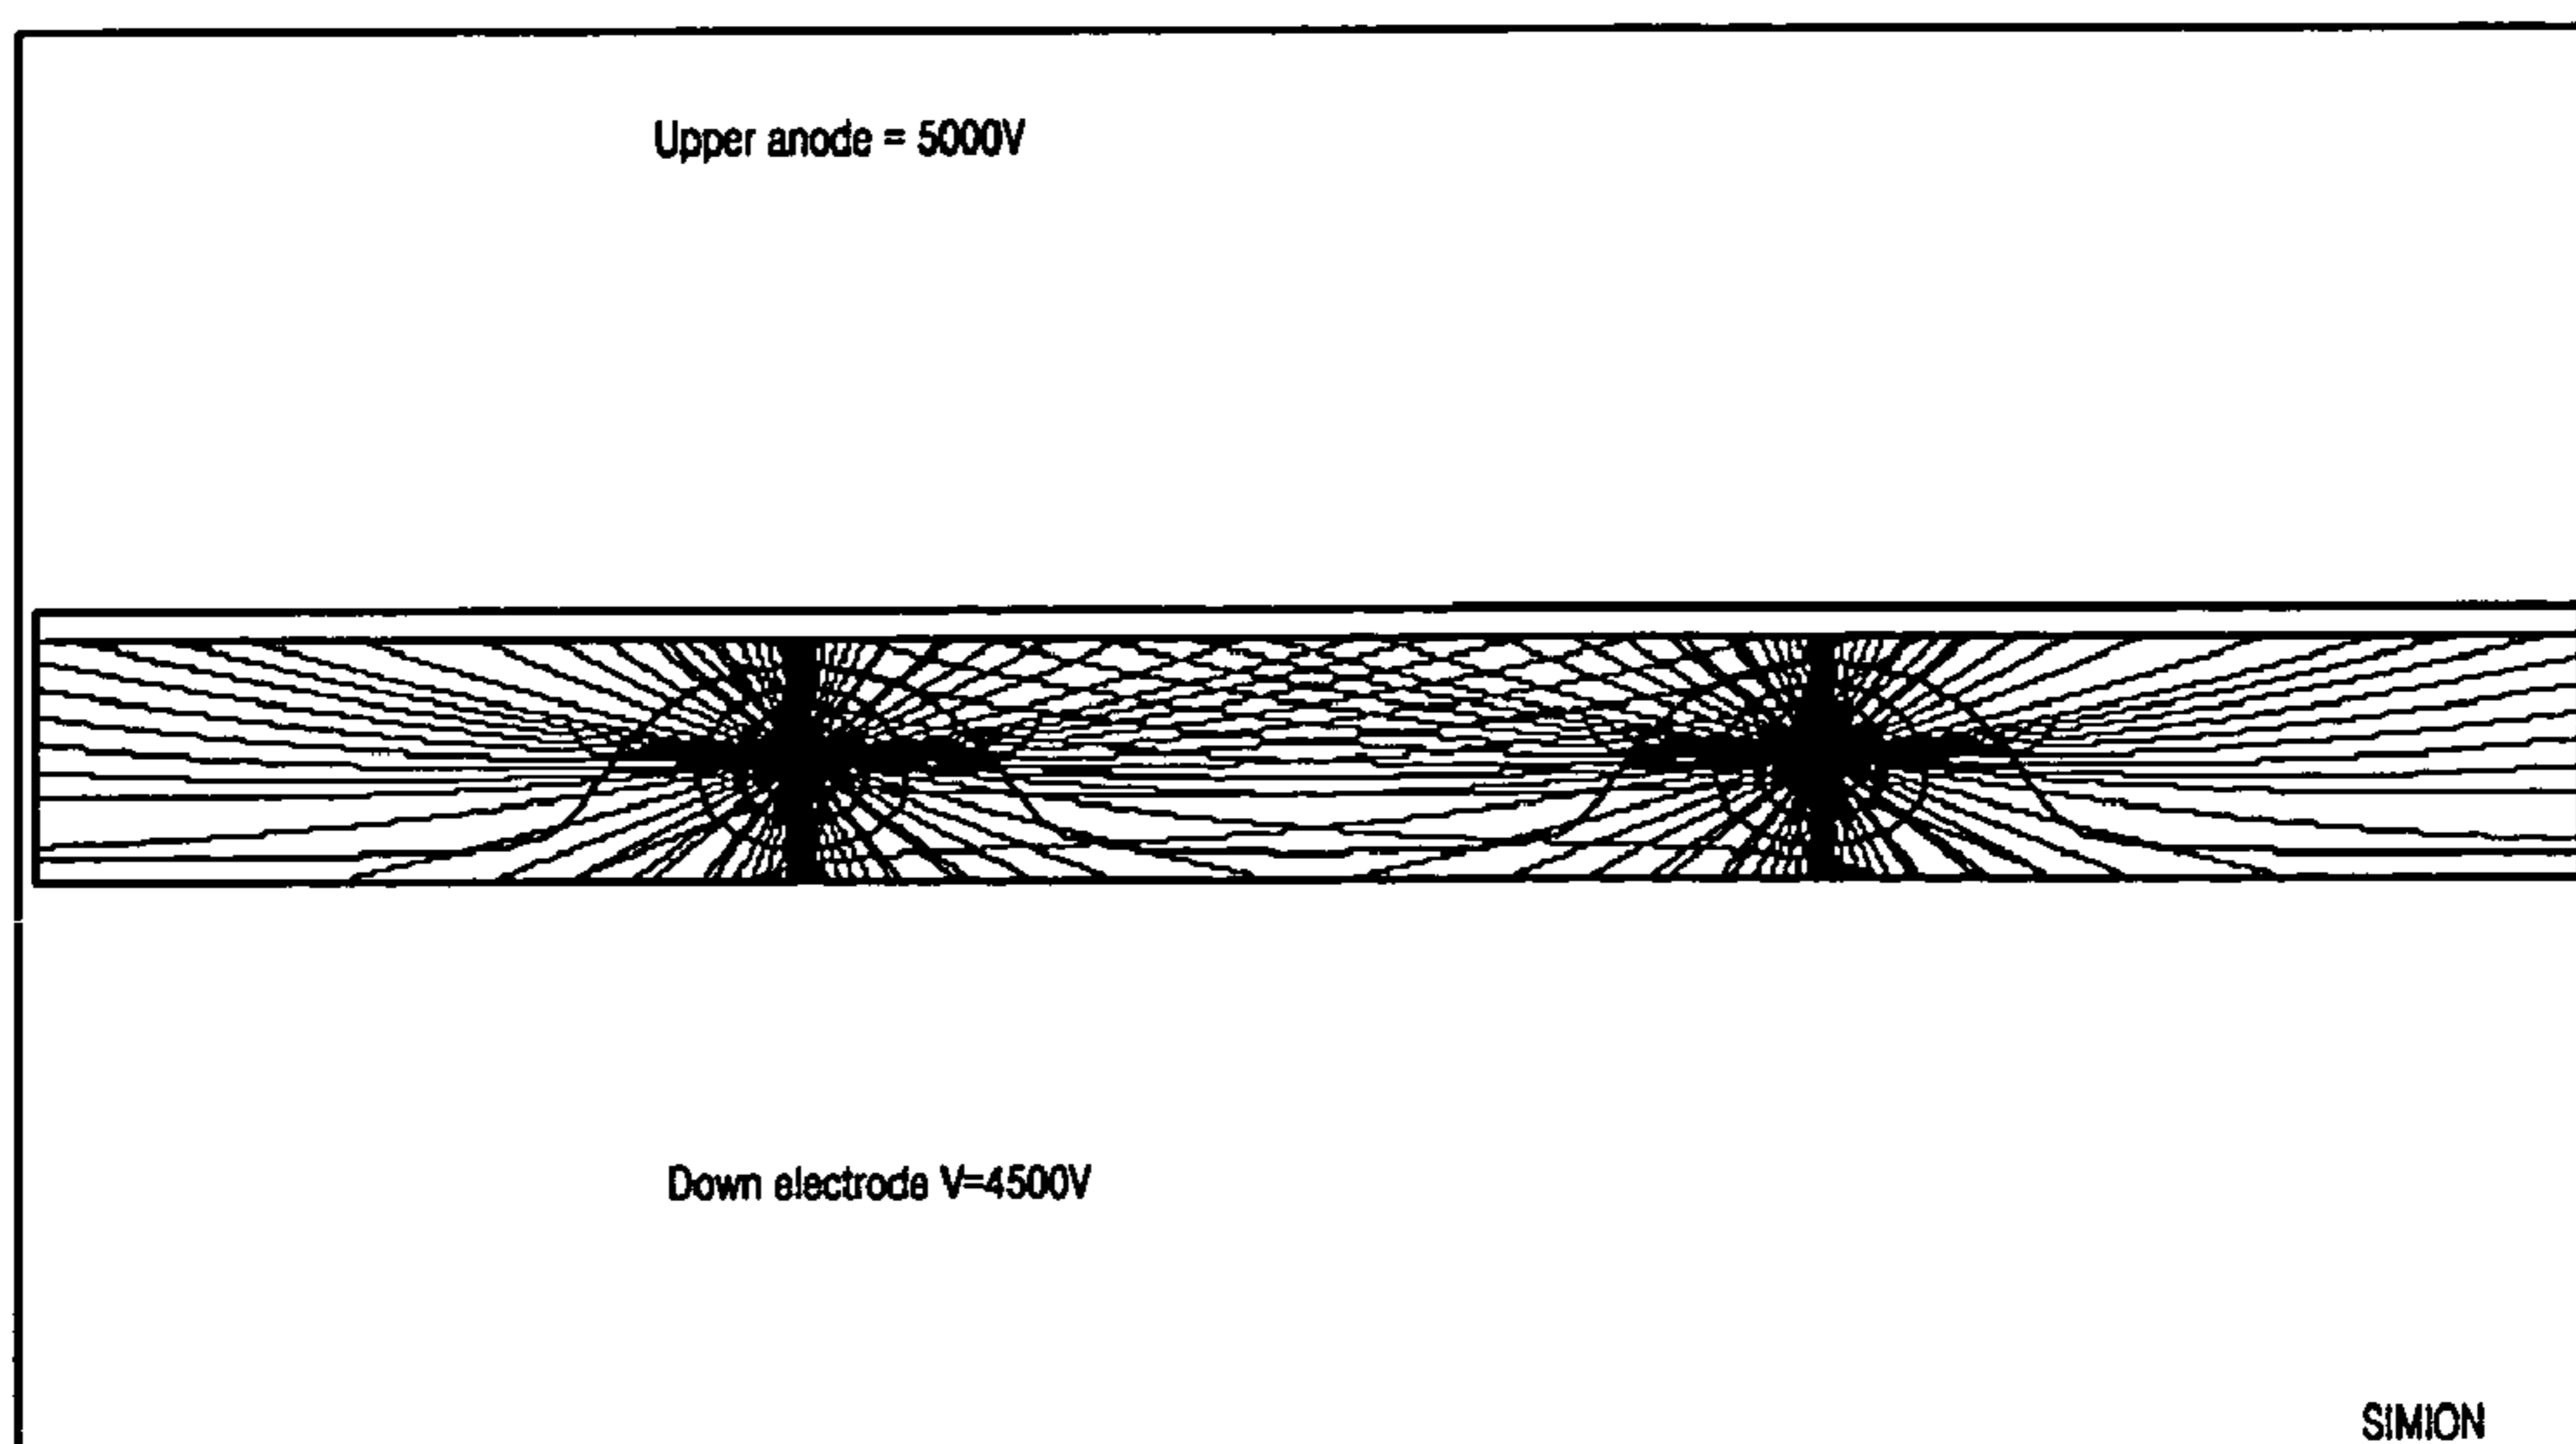 Upper anode = 5000V
Down electrode V=4500V
SIMION